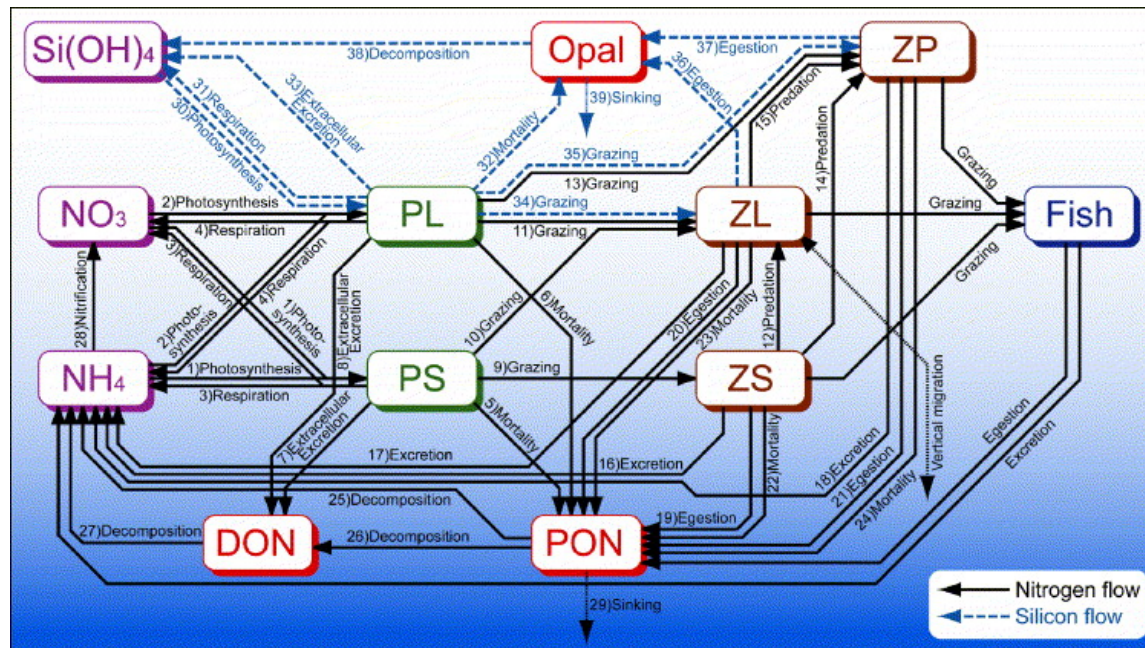 Si(OH)4
Opal
ZP
38)Decomposition
37)Egestion
36)Egestion
39)Sinking
33)Extracellular
Excretion
31)Respiration
30)Photosynthesis
32)Mortality
35)Grazing
15)Predation
14)Predation
13)Grazing
Grazing
NO3
2)Photosynthesis
4)Respiration
PL
34)Grazing
11)Grazing
ZL
Grazing
Fish
3)Respiration
4)Respiration
28)Nitrification
2)Photo-
synthesis
1)Photo-
synthesis
8)Extracellular
Excretion
6)Mortality
10)Grazing
20)Egestion
23)Mortality
12)Predation
Grazing
NH4
1)Photosynthesis
3)Respiration
PS
9)Grazing
ZS
5)Mortality
7)Extracellular
Excretion
17)Excretion
16)Excretion
22)Mortality
18)Excretion
21)Egestion
24)Mortality
Vertical migration
Egestion
Excretion
25)Decomposition
19)Egestion
27)Decomposition
DON
26)Decomposition
PON
29)Sinking
Nitrogen flow
Silicon flow